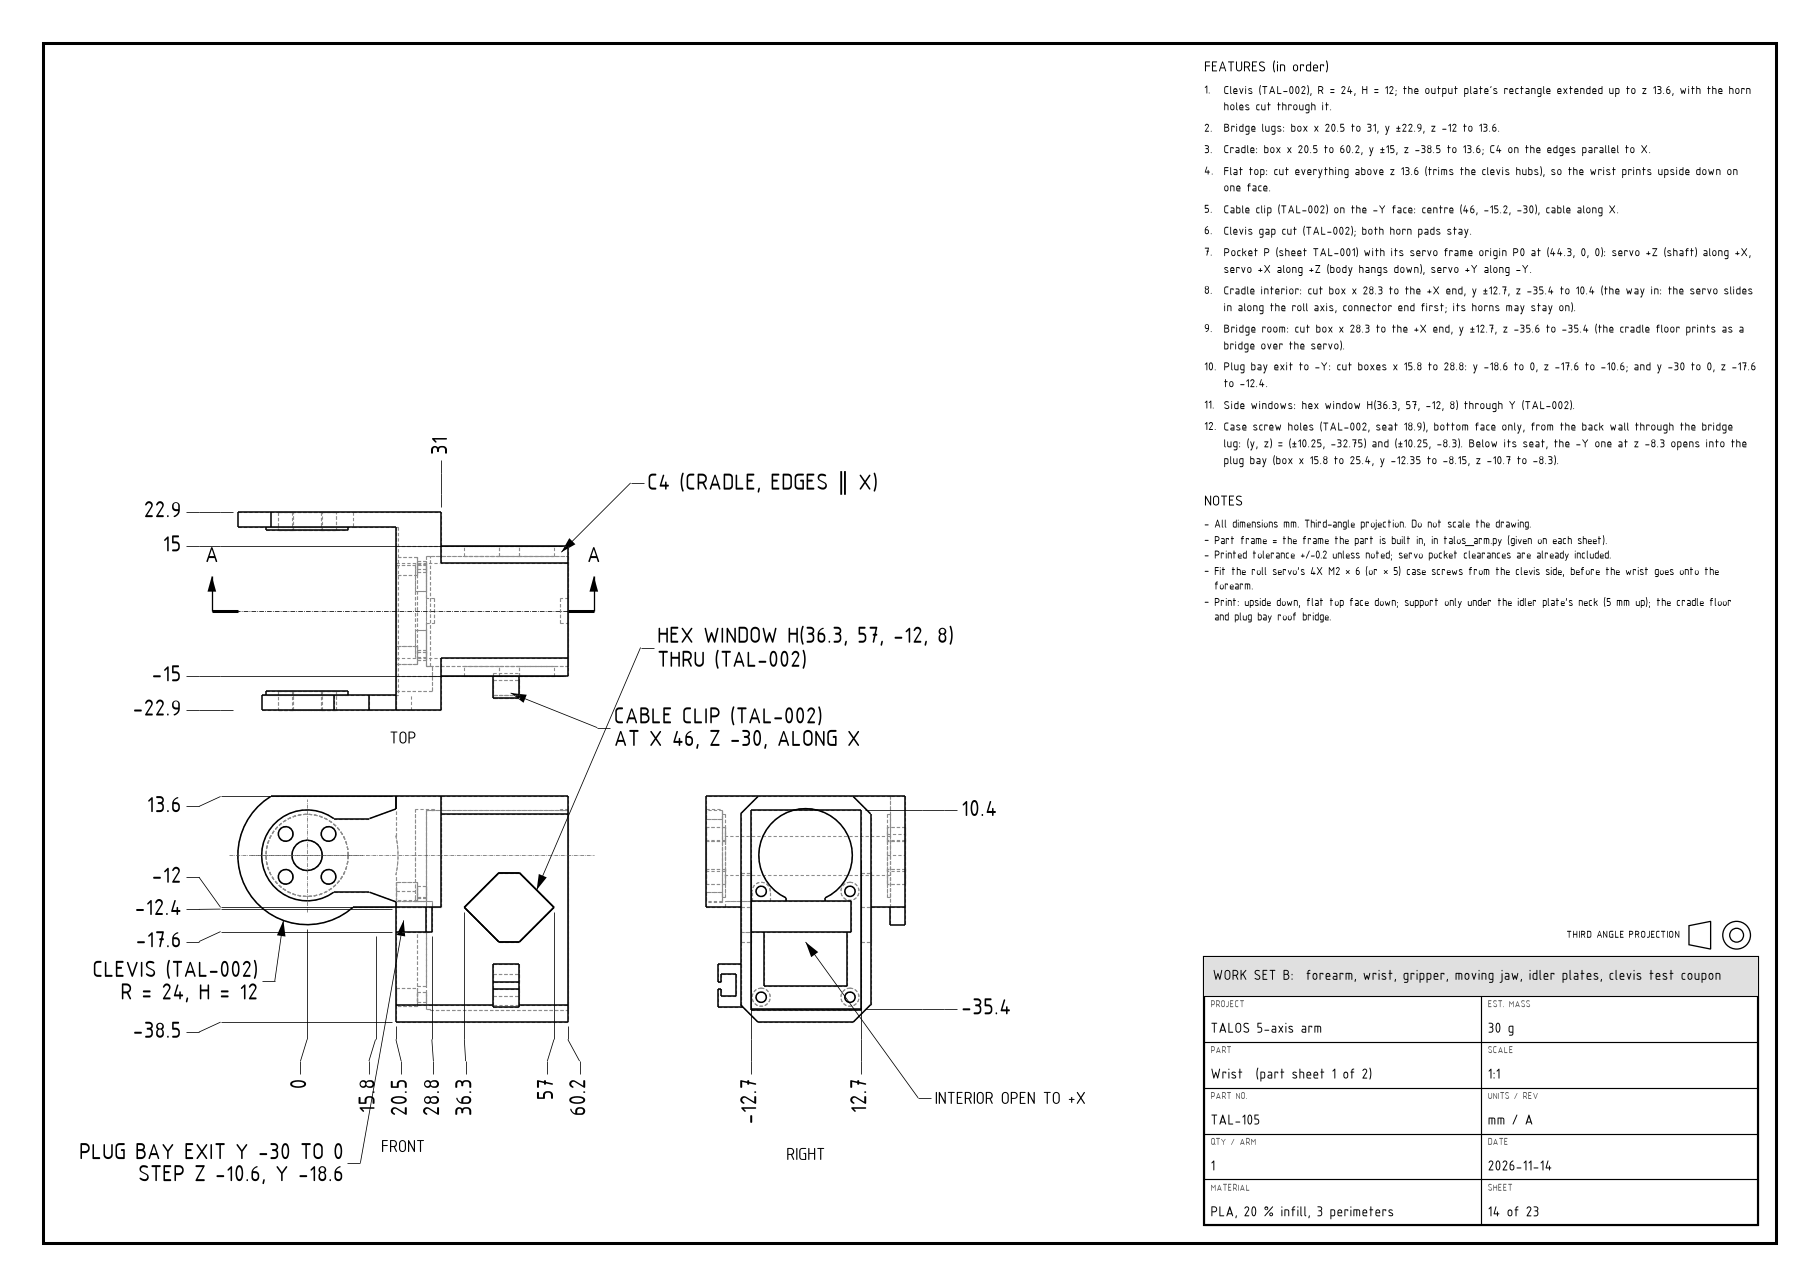 FEATURES (in order)
1. Clevis (TAL-002), R = 24, H = 12; the output plate's rectangle extended up to z 13.6, with the horn
holes cut through it.
2. Bridge lugs: box x 20.5 to 31, y ±22.9, z -12 to 13.6.
3. Cradle: box x 20.5 to 60.2, y ±15, z -38.5 to 13.6; C4 on the edges parallel to X.
4. Flat top: cut everything above z 13.6 (trims the clevis hubs), so the wrist prints upside down on
one face.
5. Cable clip (TAL-002) on the -Y face: centre (46, -15.2, -30), cable along X.
6. Clevis gap cut (TAL-002); both horn pads stay.
7. Pocket P (sheet TAL-001) with its servo frame origin P0 at (44.3, 0, 0): servo +Z (shaft) along +X,
servo +X along +Z (body hangs down), servo +Y along -Y.
8. Cradle interior: cut box x 28.3 to the +X end, y ±12.7, z -35.4 to 10.4 (the way in: the servo slides
in along the roll axis, connector end first; its horns may stay on).
9. Bridge room: cut box x 28.3 to the +X end, y ±12.7, z -35.6 to -35.4 (the cradle floor prints as a
bridge over the servo).
10. Plug bay exit to -Y: cut boxes x 15.8 to 28.8: y -18.6 to 0, z -17.6 to -10.6; and y -30 to 0, z -17.6
to -12.4.
11. Side windows: hex window H(36.3, 57, -12, 8) through Y (TAL-002).
12. Case screw holes (TAL-002, seat 18.9), bottom face only, from the back wall through the bridge
lug: (y, z) = (±10.25, -32.75) and (±10.25, -8.3). Below its seat, the -Y one at z -8.3 opens into the
plug bay (box x 15.8 to 25.4, y -12.35 to -8.15, z -10.7 to -8.3).
NOTES
- All dimensions mm. Third-angle projection. Do not scale the drawing.
- Part frame = the frame the part is built in, in talos_arm.py (given on each sheet).
- Printed tolerance +/-0.2 unless noted; servo pocket clearances are already included.
- Fit the roll servo's 4X M2 × 6 (or × 5) case screws from the clevis side, before the wrist goes onto the
forearm.
- Print: upside down, flat top face down; support only under the idler plate's neck (5 mm up); the cradle floor
and plug bay roof bridge.
31
C4 (CRADLE, EDGES ∥ X)
22.9
15
A
A
HEX WINDOW H(36.3, 57, -12, 8)
THRU (TAL-002)
-15
-22.9
CABLE CLIP (TAL-002)
AT X 46, Z -30, ALONG X
TOP
13.6
10.4
-12
-12.4
-17.6
CLEVIS (TAL-002)
R = 24, H = 12
-38.5
-35.4
0
15.8
20.5
28.8
36.3
57
60.2
-12.7
12.7
INTERIOR OPEN TO +X
PLUG BAY EXIT Y -30 TO 0
STEP Z -10.6, Y -18.6
FRONT
RIGHT
THIRD ANGLE PROJECTION
WORK SET B: forearm, wrist, gripper, moving jaw, idler plates, clevis test coupon
PROJECT
TALOS 5-axis arm
EST. MASS
30 g
PART
Wrist (part sheet 1 of 2)
SCALE
1:1
PART NO.
TAL-105
UNITS / REV
mm / A
QTY / ARM
1
DATE
2026-11-14
MATERIAL
PLA, 20 % infill, 3 perimeters
SHEET
14 of 23